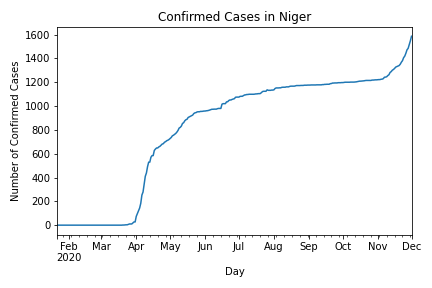 Confirmed Cases in Niger
1600
1400
1200
1000
800
600
400
200
0
Number of Confirmed Cases
Feb Mar Apr May Jun Jul Aug Sep Oct Nov Dec
2020
Day